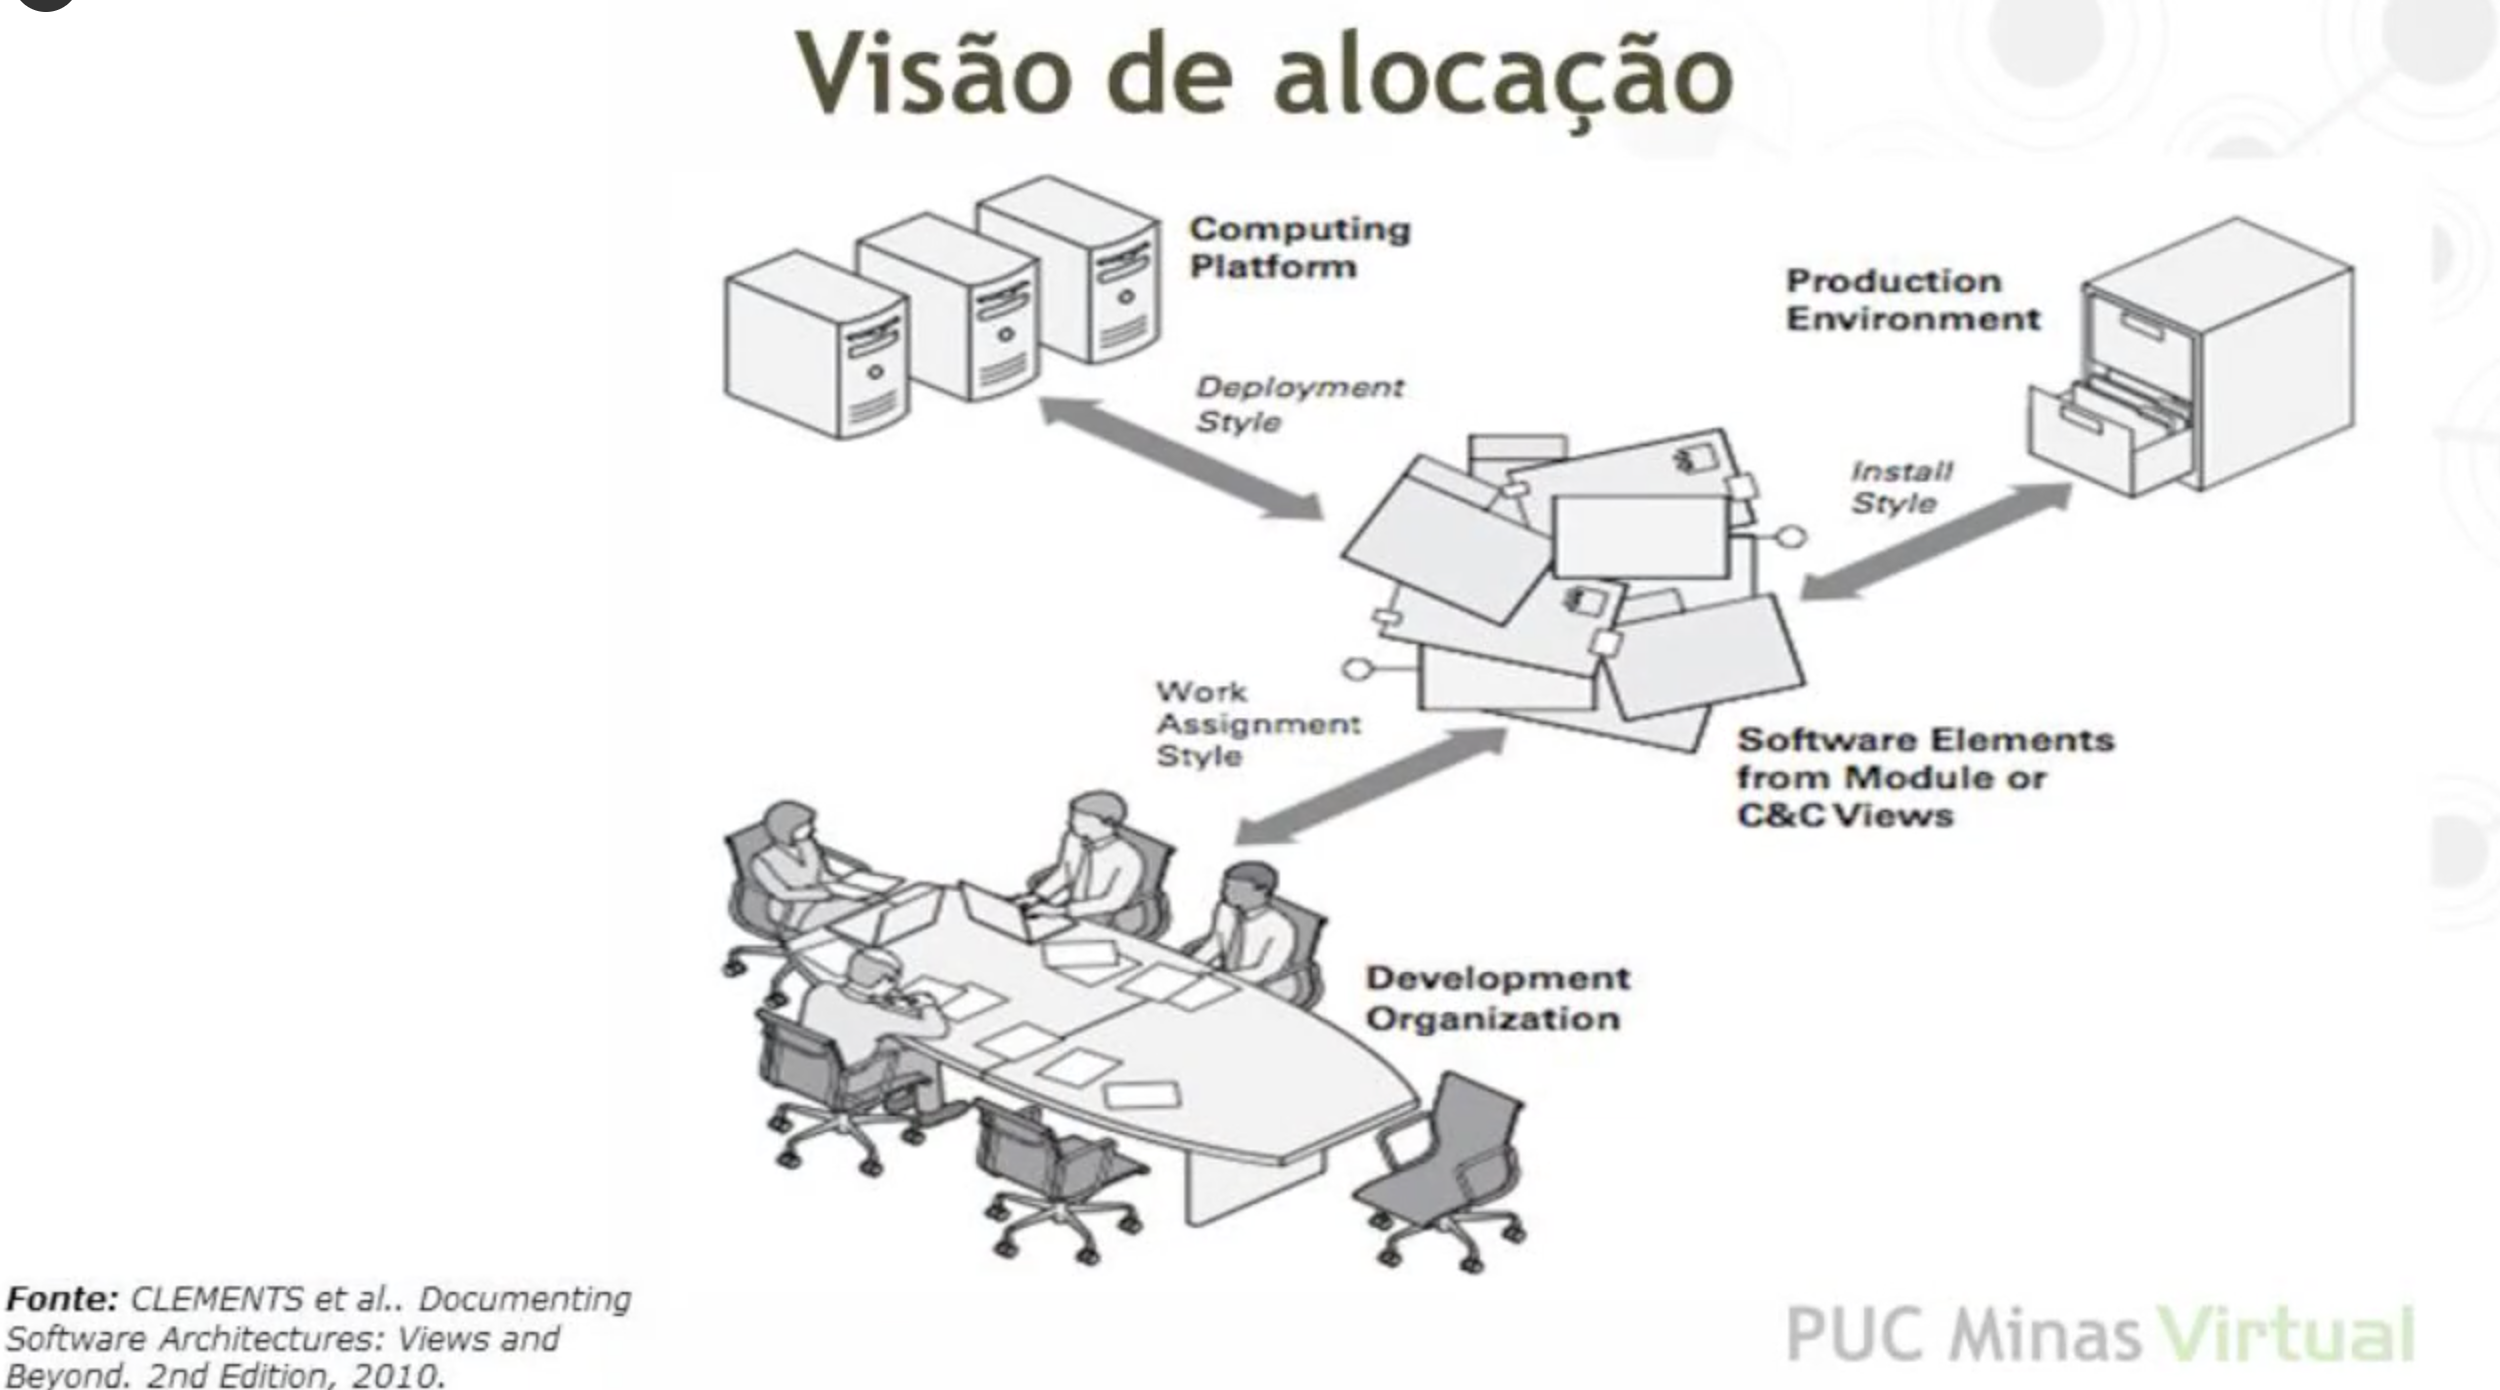 Visão de alocação
Computing
Platform
Production
Environment
Deployment
Style
Install
Style
Work
Assignment
Style
Software Elements
from Module or
C&C Views
Development
Organization
Fonte: CLEMENTS et al.. Documenting
Software Architectures: Views and
Beyond. 2nd Edition, 2010.
PUC Minas Virtual